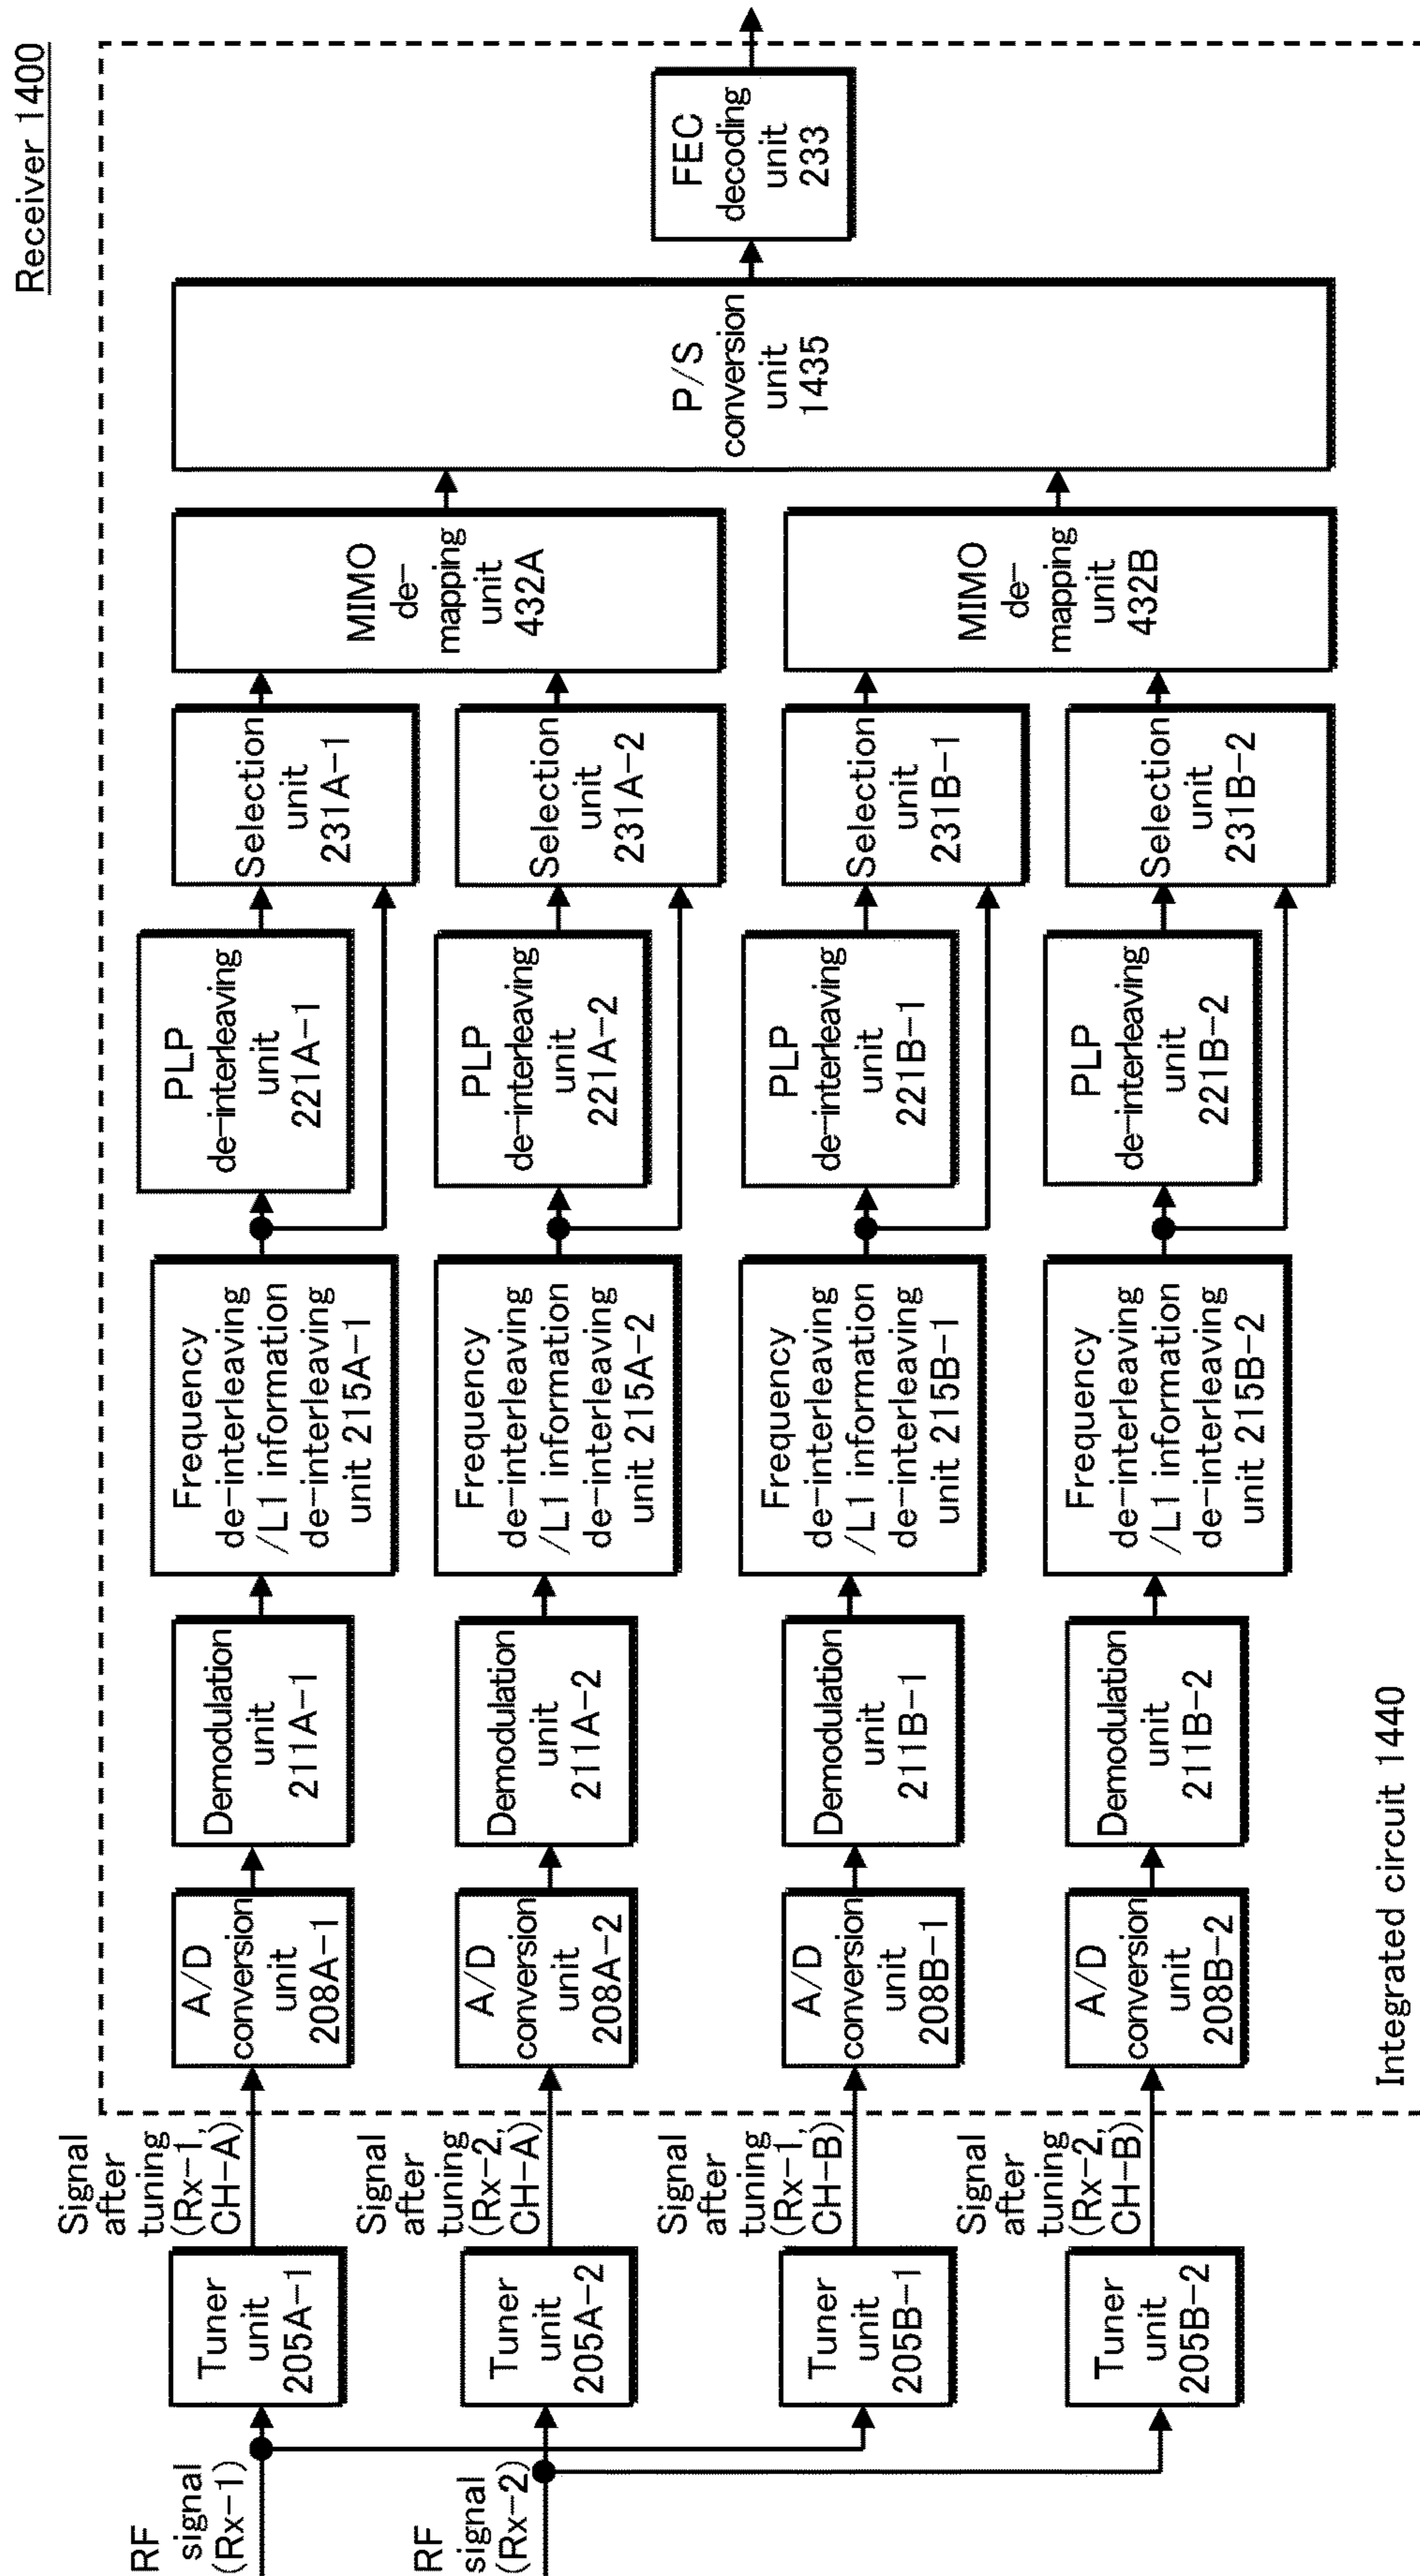 Receiver 1400
RF
signal
(Rx-1)
RF
signal
(Rx-2)
Tuner
unit
205A-1
Tuner
unit
205A-2
Tuner
unit
205B-1
Tuner
unit
205B-2
Signal
after
tuning
(Rx-1,
CH-A)
Signal
after
tuning
(Rx-2,
CH-A)
Signal
after
tuning
(Rx-1,
CH-B)
Signal
after
tuning
(Rx-2,
CH-B)
A/D
conversion
unit
208A-1
A/D
conversion
unit
208A-2
A/D
conversion
unit
208B-1
A/D
conversion
unit
208B-2
Demodulation
unit
211A-1
Demodulation
unit
211A-2
Demodulation
unit
211B-1
Demodulation
unit
211B-2
Frequency
de-interleaving
/L1 information
de-interleaving
unit 215A-1
Frequency
de-interleaving
/L1 information
de-interleaving
unit 215A-2
Frequency
de-interleaving
/L1 information
de-interleaving
unit 215B-1
Frequency
de-interleaving
/L1 information
de-interleaving
unit 215B-2
PLP
de-interleaving
unit
221A-1
PLP
de-interleaving
unit
221A-2
PLP
de-interleaving
unit
221B-1
PLP
de-interleaving
unit
221B-2
Selection
unit
231A-1
Selection
unit
231A-2
Selection
unit
231B-1
Selection
unit
231B-2
MIMO
de-
mapping
unit
432A
MIMO
de-
mapping
unit
432B
P/S
conversion
unit
1435
FEC
decoding
unit
233
Integrated circuit 1440